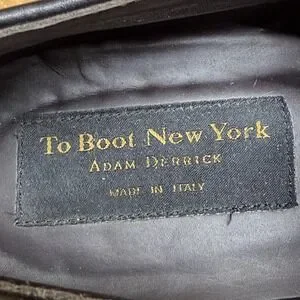 To Boot New York
ADAM DERRICK
MADE IN ITALY